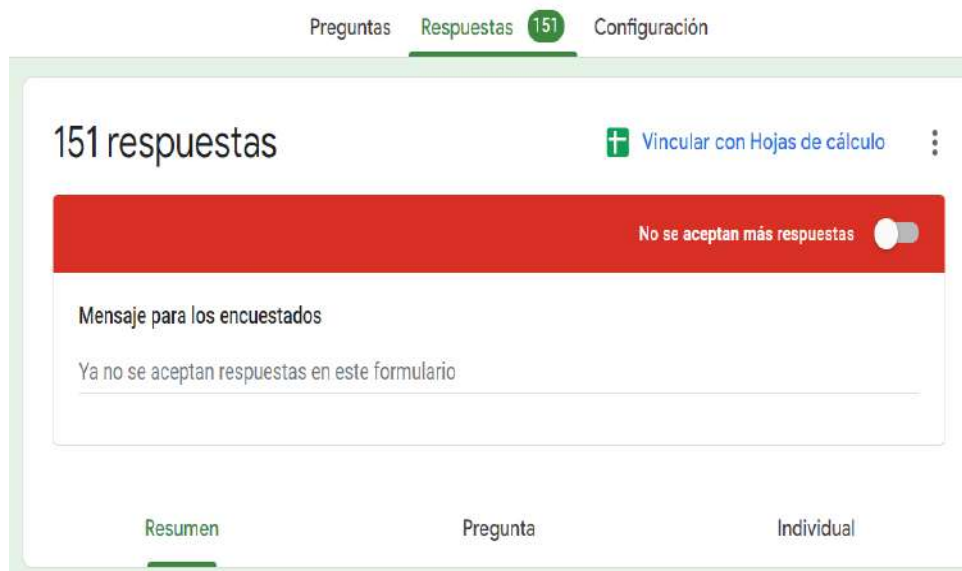 Preguntas Respuestas 151 Configuración
151 respuestas Vincular con Hojas de cálculo
No se aceptan más respuestas
Mensaje para los encuestados
Ya no se aceptan respuestas en este formulario
Resumen Pregunta Individual